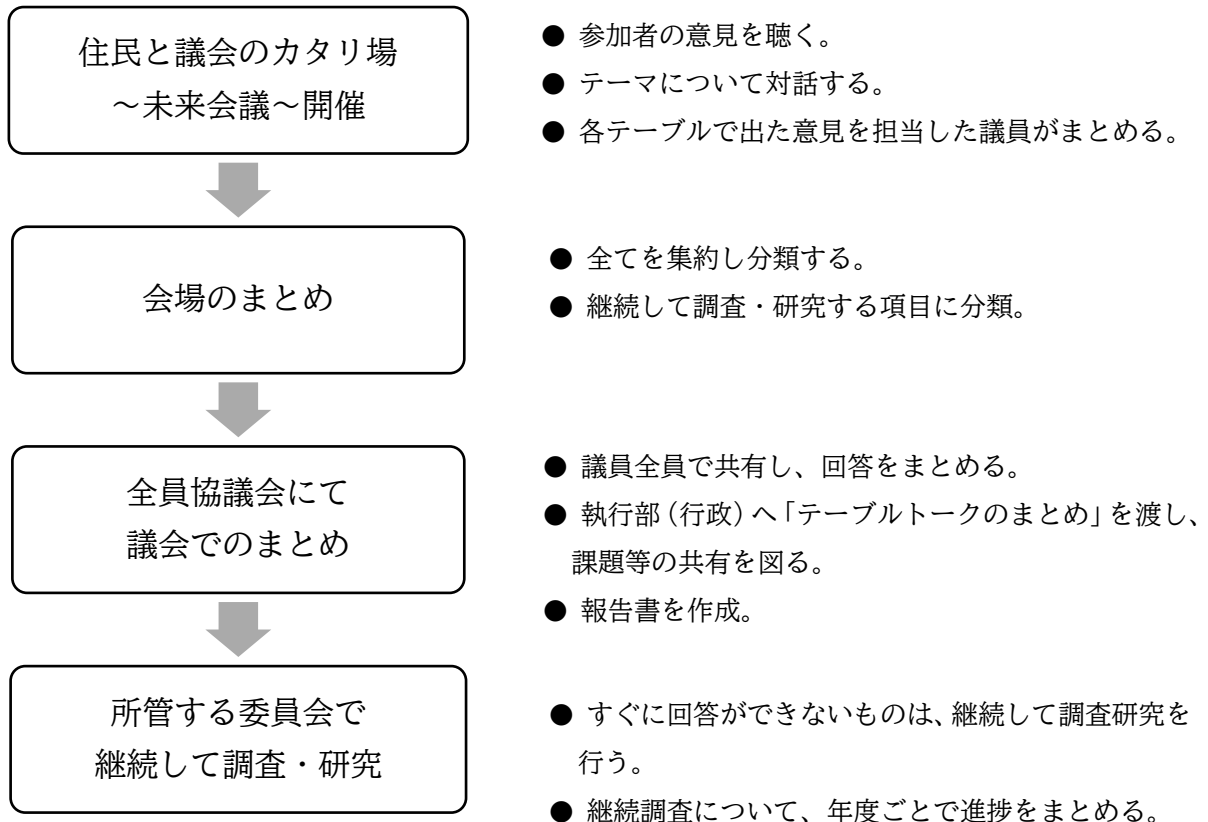 住民と議会のカタリ場
～未来会議～開催
● 参加者の意見を聴く。
● テーマについて対話する。
● 各テーブルで出た意見を担当した議員がまとめる。
会場のまとめ
● 全てを集約し分類する。
● 継続して調査・研究する項目に分類。
全員協議会にて
議会でのまとめ
● 議員全員で共有し、回答をまとめる。
● 執行部（行政）へ「テーブルトークのまとめ」を渡し、
課題等の共有を図る。
● 報告書を作成。
所管する委員会で
継続して調査・研究
● すぐに回答ができないものは、継続して調査研究を
行う。
● 継続調査について、年度ごとで進捗をまとめる。